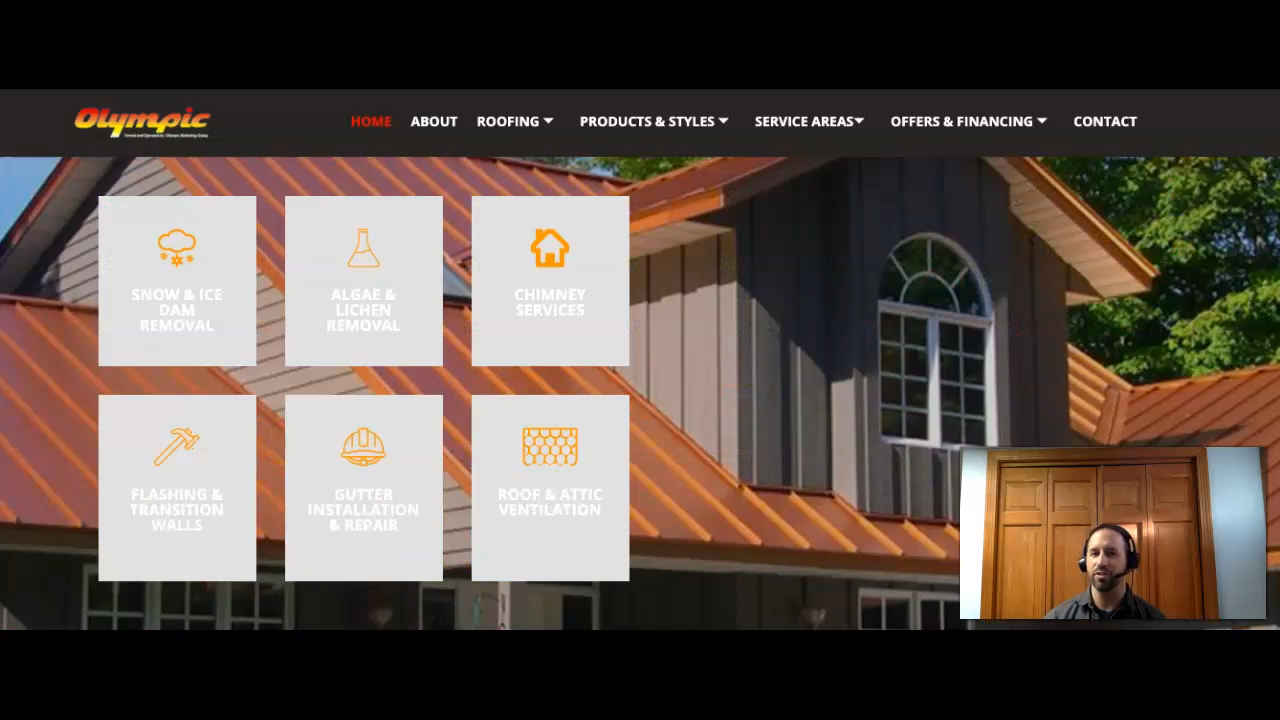 Olympic
HOME ABOUT ROOFING PRODUCTS & STYLES SERVICE AREAS OFFERS & FINANCING CONTACT
SNOW & ICE
DAM
REMOVAL
ALGAE &
LICHEN
REMOVAL
CHIMNEY
SERVICES
FLASHING &
TRANSITION
WALLS
GUTTER
INSTALLATION
& REPAIR
ROOF & ATTIC
VENTILATION